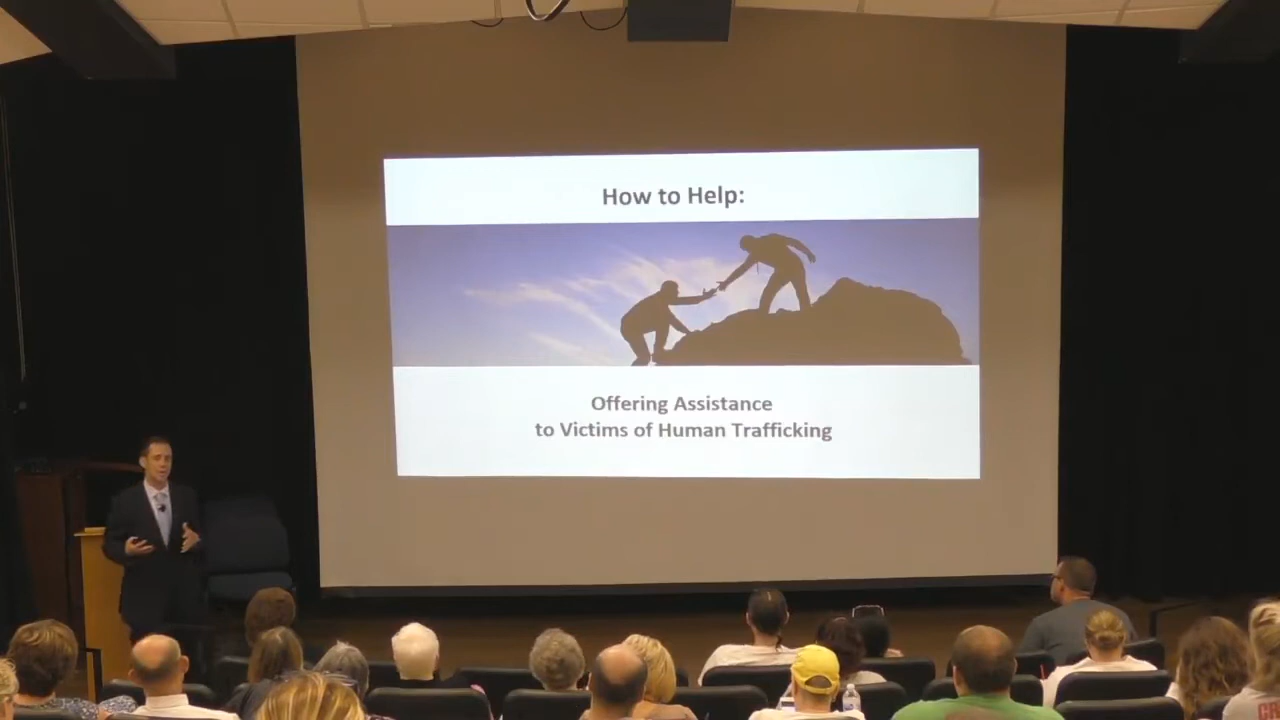 How to Help:
Offering Assistance
to Victims of Human Trafficking